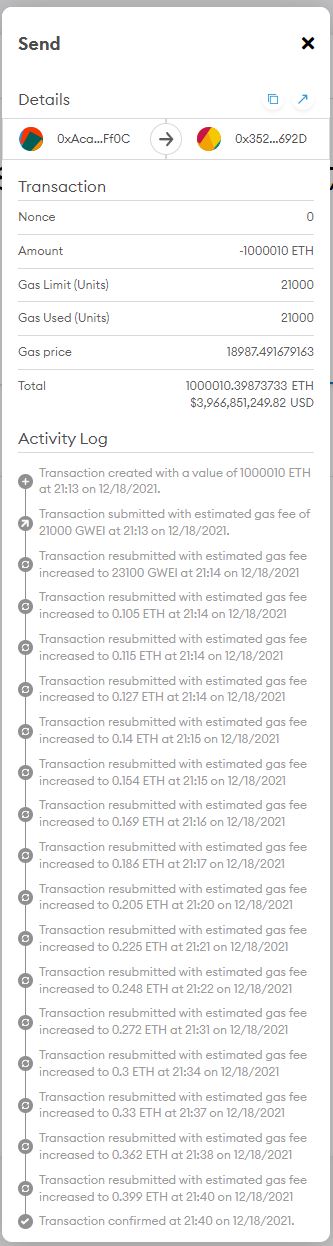 Send
Details
0xAca...Ff0C 0x352...692D
Transaction
Nonce 0
Amount -1000010 ETH
Gas Limit (Units) 21000
Gas Used (Units) 21000
Gas price 18987.491679163
Total 1000010.39873733 ETH
$3,966,851,249.82 USD
Activity Log
Transaction created with a value of 1000010 ETH
at 21:13 on 12/18/2021.
Transaction submitted with estimated gas fee of
21000 GWEI at 21:13 on 12/18/2021.
Transaction resubmitted with estimated gas fee
increased to 23100 GWEI at 21:14 on 12/18/2021
Transaction resubmitted with estimated gas fee
increased to 0.105 ETH at 21:14 on 12/18/2021
Transaction resubmitted with estimated gas fee
increased to 0.115 ETH at 21:14 on 12/18/2021
Transaction resubmitted with estimated gas fee
increased to 0.127 ETH at 21:14 on 12/18/2021
Transaction resubmitted with estimated gas fee
increased to 0.14 ETH at 21:15 on 12/18/2021
Transaction resubmitted with estimated gas fee
increased to 0.154 ETH at 21:15 on 12/18/2021
Transaction resubmitted with estimated gas fee
increased to 0.169 ETH at 21:16 on 12/18/2021
Transaction resubmitted with estimated gas fee
increased to 0.186 ETH at 21:17 on 12/18/2021
Transaction resubmitted with estimated gas fee
increased to 0.205 ETH at 21:20 on 12/18/2021
Transaction resubmitted with estimated gas fee
increased to 0.225 ETH at 21:21 on 12/18/2021
Transaction resubmitted with estimated gas fee
increased to 0.248 ETH at 21:22 on 12/18/2021
Transaction resubmitted with estimated gas fee
increased to 0.272 ETH at 21:31 on 12/18/2021
Transaction resubmitted with estimated gas fee
increased to 0.3 ETH at 21:34 on 12/18/2021
Transaction resubmitted with estimated gas fee
increased to 0.33 ETH at 21:37 on 12/18/2021
Transaction resubmitted with estimated gas fee
increased to 0.362 ETH at 21:38 on 12/18/2021
Transaction resubmitted with estimated gas fee
increased to 0.399 ETH at 21:40 on 12/18/2021
Transaction confirmed at 21:40 on 12/18/2021.